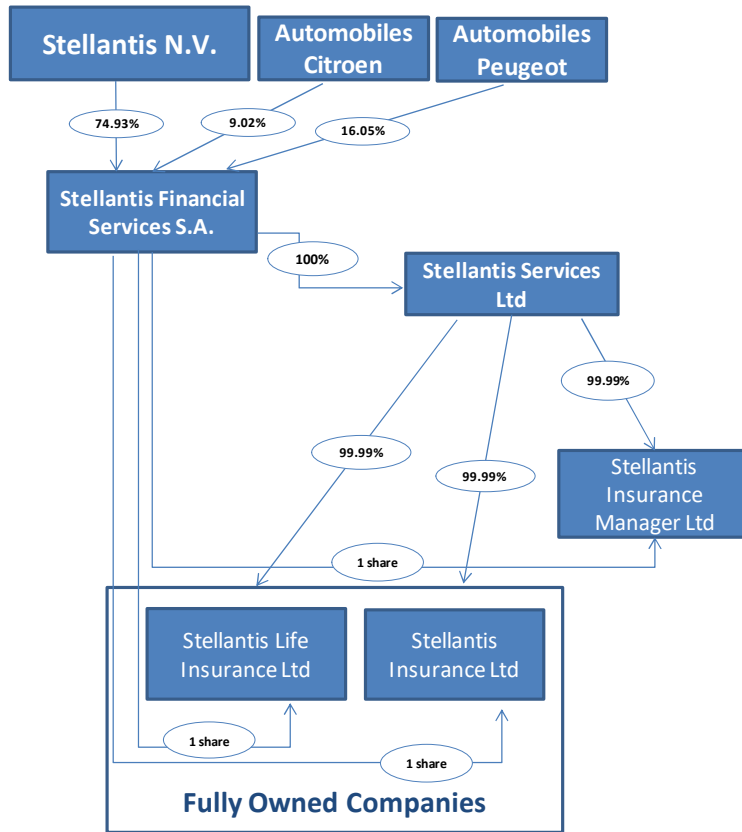 Stellantis N.V.
Automobiles
Citroen
Automobiles
Peugeot
74.93%
9.02%
16.05%
Stellantis Financial
Services S.A.
100%
Stellantis Services
Ltd
99.99%
99.99%
99.99%
Stellantis
Insurance
Manager Ltd
1 share
Stellantis Life
Insurance Ltd
Stellantis
Insurance Ltd
1 share
1 share
Fully Owned Companies